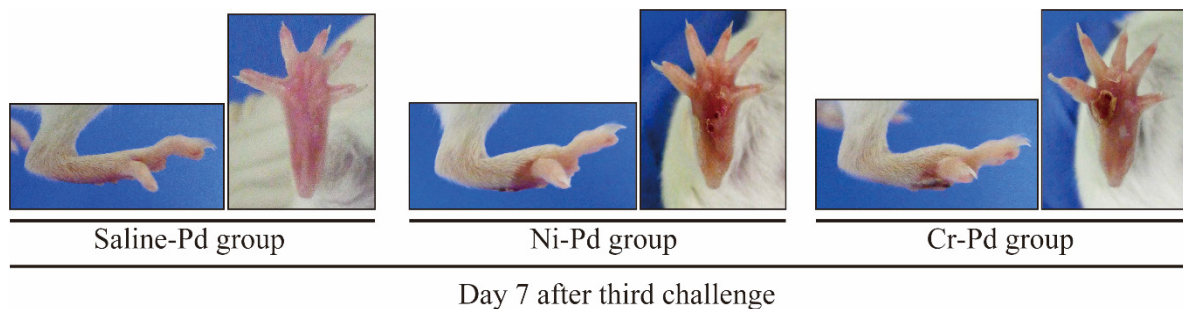 Saline-Pd group
Ni-Pd group
Cr-Pd group
Day 7 after third challenge